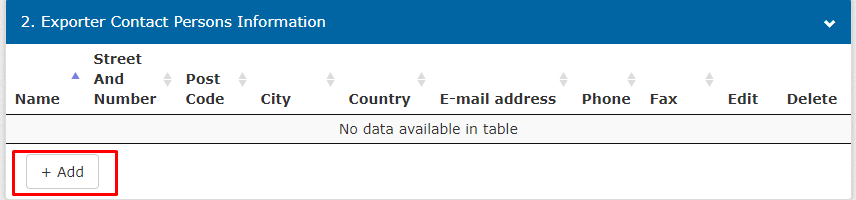 2. Exporter Contact Persons Information
Name
Street
And
Number
Post
Code
City
Country
E-mail address
Phone
Fax
Edit
Delete
No data available in table
+ Add